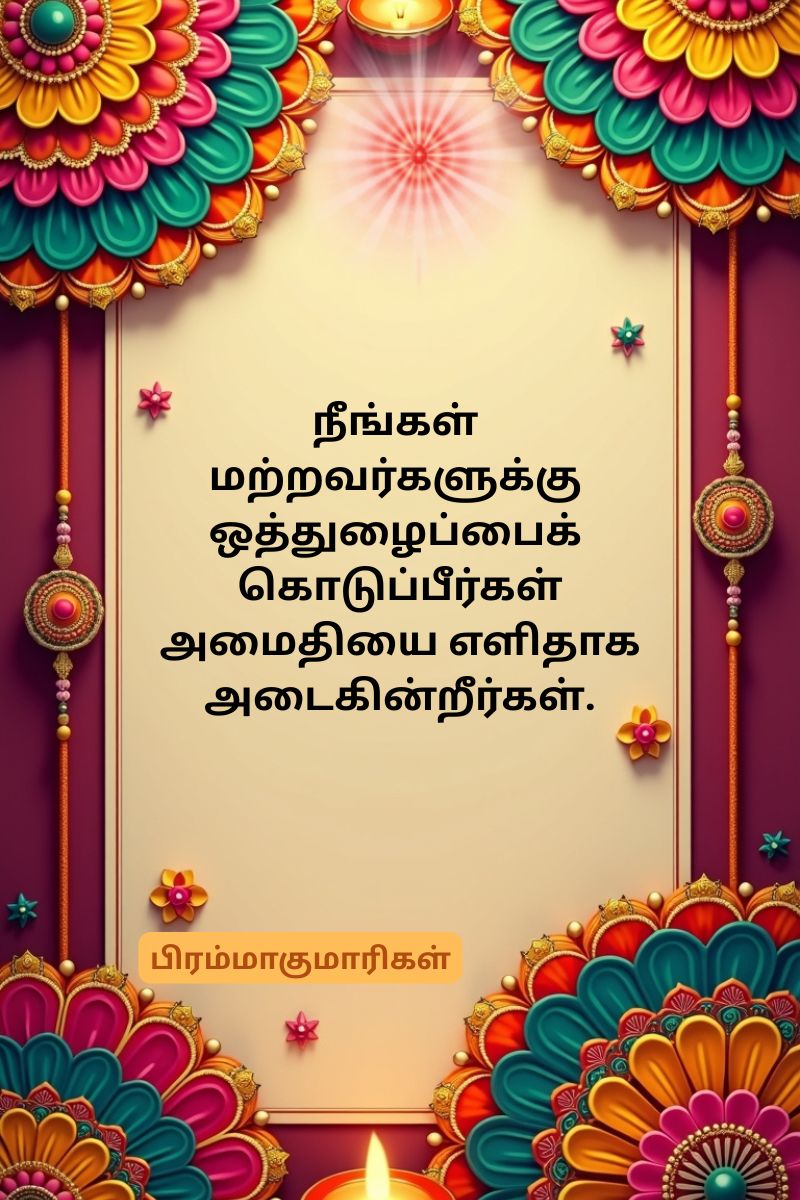 நீங்கள்
மற்றவர்களுக்கு
ஒத்துழைப்பைக்
கொடுப்பீர்கள்
அமைதியை எளிதாக
அடைகின்றீர்கள்.
பிரம்மாகுமாரிகள்